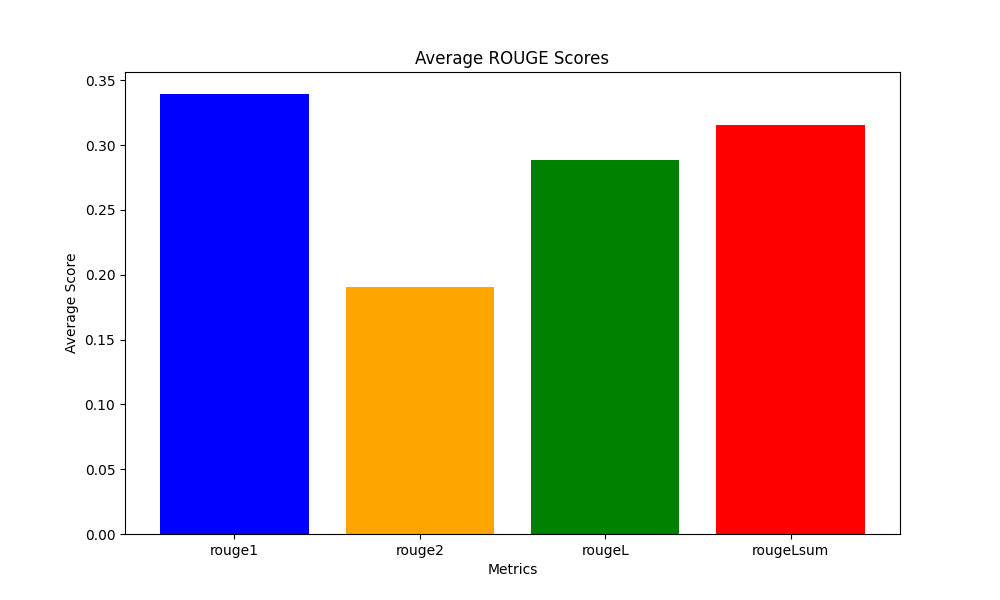 Average ROUGE Scores
Average Score
0.35
0.30
0.25
0.20
0.15
0.10
0.05
0.00
rouge1 rouge2 rougeL rougeLsum
Metrics